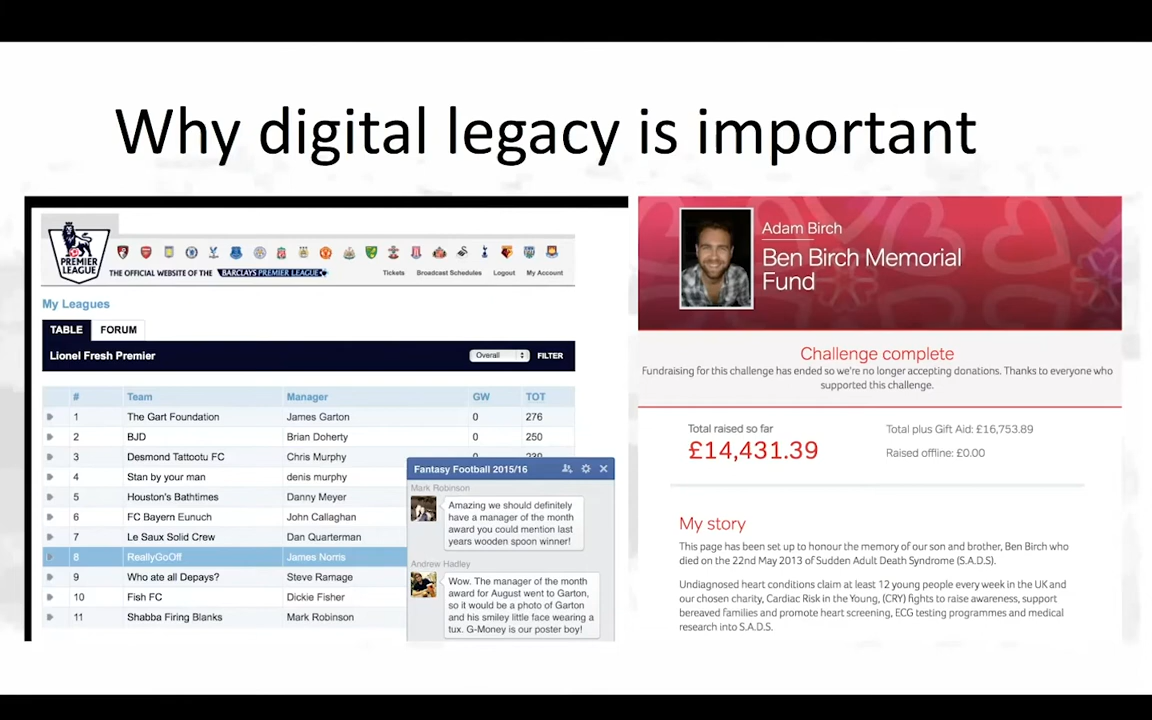 Why digital legacy is important
PREMIER
LEAGUE
THE OFFICIAL WEBSITE OF THE BARCLAYS PREMIER LEAGUE
Tickets Broadcast Schedules Logout My Account
My Leagues
TABLE FORUM
Lionel Fresh Premier Overall FILTER
# Team Manager GW TOT
1 The Gart Foundation James Garton 0 276
2 BJD Brian Doherty 0 250
3 Desmond Tattootu FC Chris Murphy
4 Stan by your man denis murphy
5 Houston's Bathtimes Danny Meyer
6 FC Bayern Eunuch John Callaghan
7 Le Saux Solid Crew Dan Quarterman
8 ReallyGoOff James Norris
9 Who ate all Depays? Steve Ramage
10 Fish FC Dickie Fisher
11 Shabba Firing Blanks Mark Robinson
Fantasy Football 2015/16
Mark Robinson
Amazing we should definitely
have a manager of the month
award you could mention last
years wooden spoon winner!
Andrew Hadley
Wow. The manager of the month
award for August went to Garton,
so it would be a photo of Garton
and his smiley little face wearing a
tux. G-Money is our poster boy!
Adam Birch
Ben Birch Memorial
Fund
Challenge complete
Fundraising for this challenge has ended so we're no longer accepting donations. Thanks to everyone who
supported this challenge.
Total raised so far
£14,431.39
Total plus Gift Aid: £16,753.89
Raised offline: £0.00
My story
This page has been set up to honour the memory of our son and brother, Ben Birch who
died on the 22nd May 2013 of Sudden Adult Death Syndrome (S.A.D.S).
Undiagnosed heart conditions claim at least 12 young people every week in the UK and
our chosen charity, Cardiac Risk in the Young, (CRY) fights to raise awareness, support
bereaved families and promote heart screening, ECG testing programmes and medical
research into S.A.D.S.